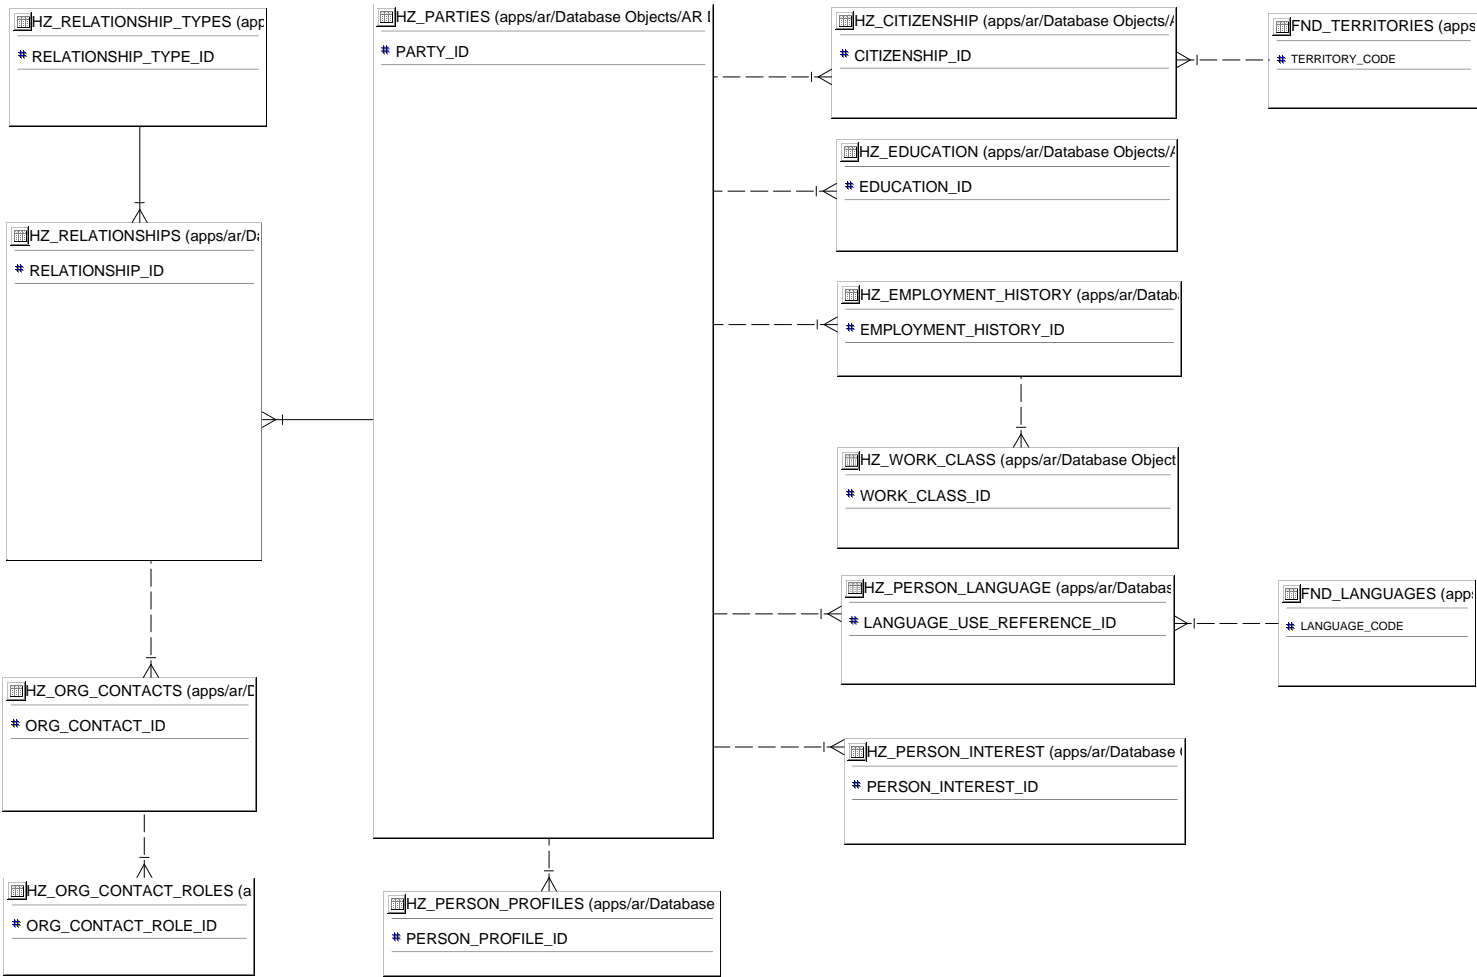 HZ_RELATIONSHIP_TYPES (app
# RELATIONSHIP_TYPE_ID
HZ_RELATIONSHIPS (apps/ar/Da
# RELATIONSHIP_ID
HZ_ORG_CONTACTS (apps/ar/D
# ORG_CONTACT_ID
HZ_ORG_CONTACT_ROLES (a
# ORG_CONTACT_ROLE_ID
HZ_PARTIES (apps/ar/Database Objects/AR
# PARTY_ID
HZ_PERSON_PROFILES (apps/ar/Database
# PERSON_PROFILE_ID
HZ_CITIZENSHIP (apps/ar/Database Objects/A
# CITIZENSHIP_ID
HZ_EDUCATION (apps/ar/Database Objects/A
# EDUCATION_ID
HZ_EMPLOYMENT_HISTORY (apps/ar/Datab
# EMPLOYMENT_HISTORY_ID
HZ_WORK_CLASS (apps/ar/Database Object
# WORK_CLASS_ID
HZ_PERSON_LANGUAGE (apps/ar/Databas
# LANGUAGE_USE_REFERENCE_ID
HZ_PERSON_INTEREST (apps/ar/Database
# PERSON_INTEREST_ID
FND_TERRITORIES (apps
# TERRITORY_CODE
FND_LANGUAGES (apps
# LANGUAGE_CODE